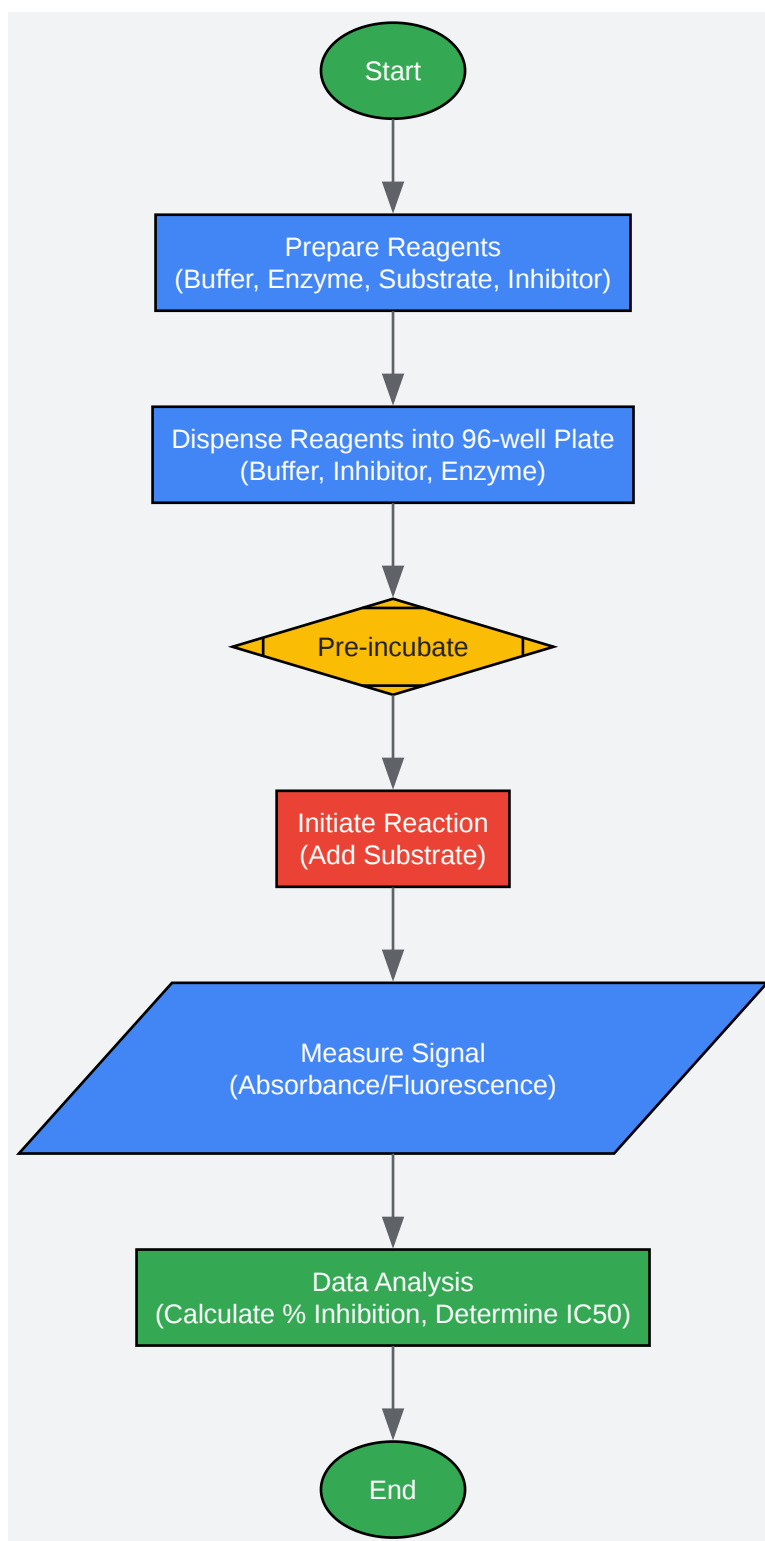 Start
Prepare Reagents
(Buffer, Enzyme, Substrate, Inhibitor)
Dispense Reagents into 96-well Plate
(Buffer, Inhibitor, Enzyme)
Pre-incubate
Initiate Reaction
(Add Substrate)
Measure Signal
(Absorbance/Fluorescence)
Data Analysis
(Calculate % Inhibition, Determine IC50)
End